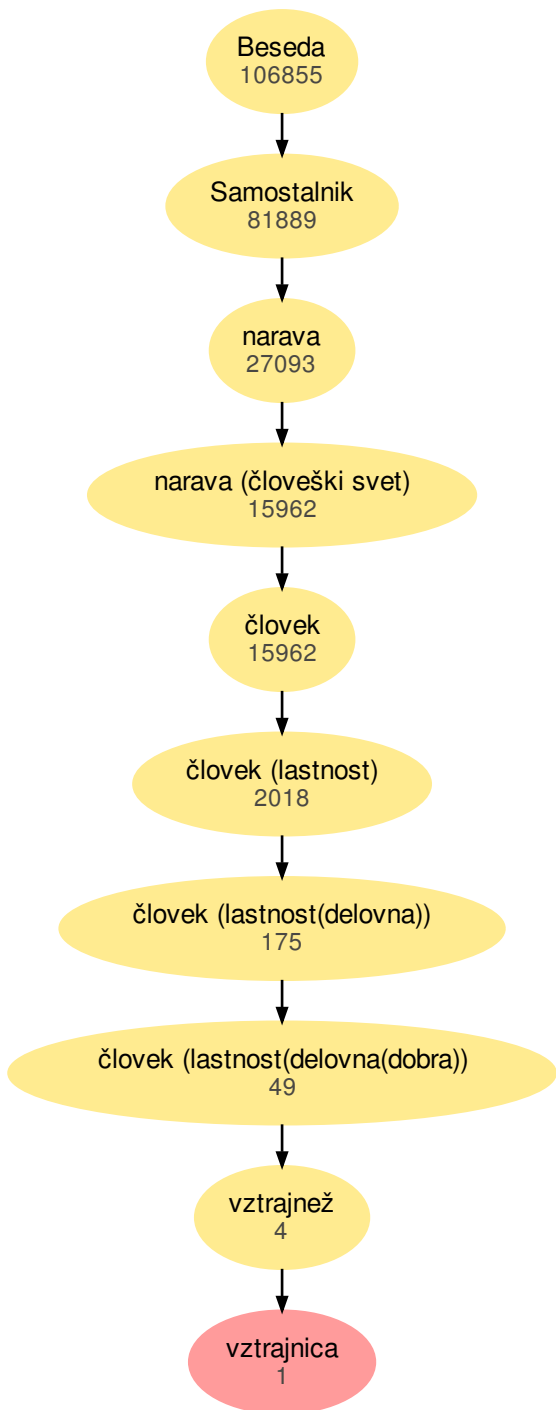 Beseda
106855
Samostalnik
81889
narava
27093
narava (človeški svet)
15962
človek
15962
človek (lastnost)
2018
človek (lastnost(delovna))
175
človek (lastnost(delovna(dobra))
49
vztrajnež
4
vztrajnica
1